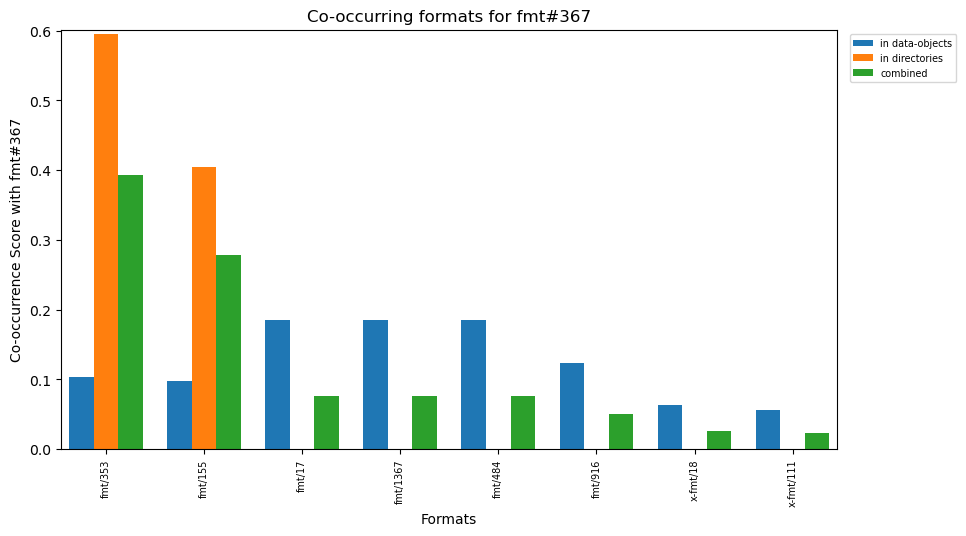 Co-occurring formats for fmt#367
in data-objects
in directories
combined
Co-occurrence Score with fmt#367
0.6
0.5
0.4
0.3
0.2
0.1
0.0
fmt/353
fmt/155
fmt/17
fmt/1367
fmt/484
fmt/916
x-fmt/18
x-fmt/111
Formats